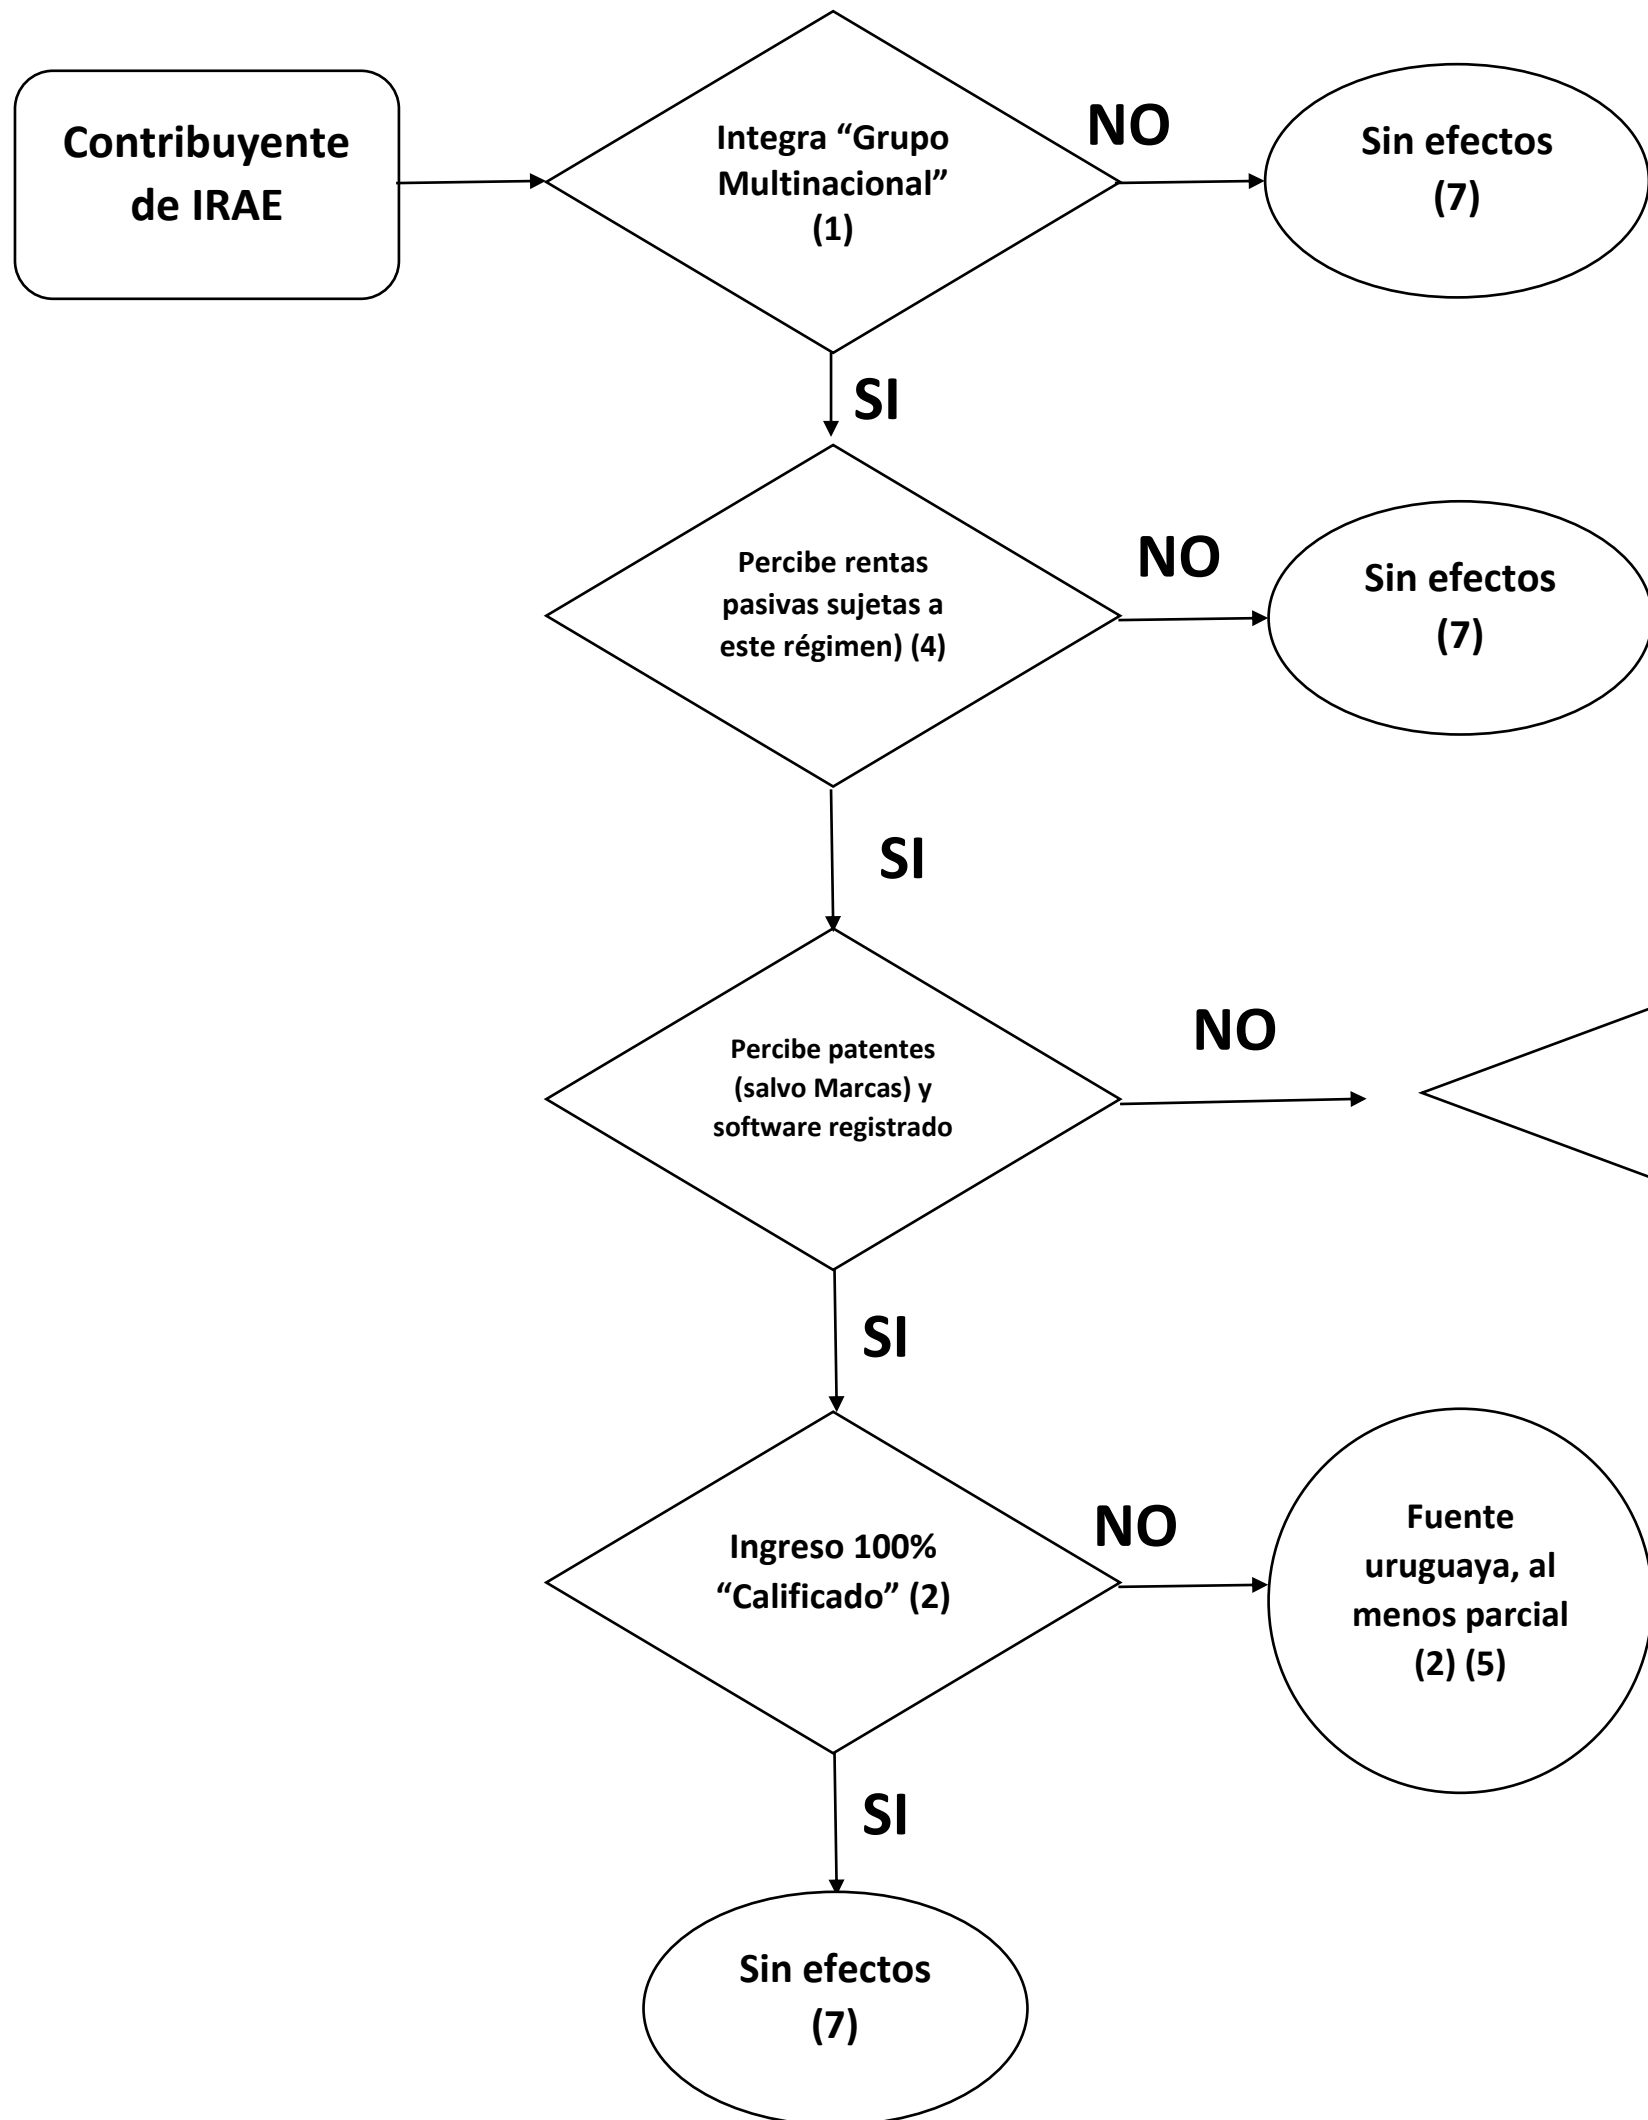 Contribuyente
de IRAE
Integra “Grupo
Multinacional”
(1)
NO
Sin efectos
(7)
SI
Percibe rentas
pasivas sujetas a
este régimen) (4)
NO
Sin efectos
(7)
SI
Percibe patentes
(salvo Marcas) y
software registrado
NO
SI
Ingreso 100%
“Calificado” (2)
NO
Fuente
uruguaya, al
menos parcial
(2) (5)
SI
Sin efectos
(7)